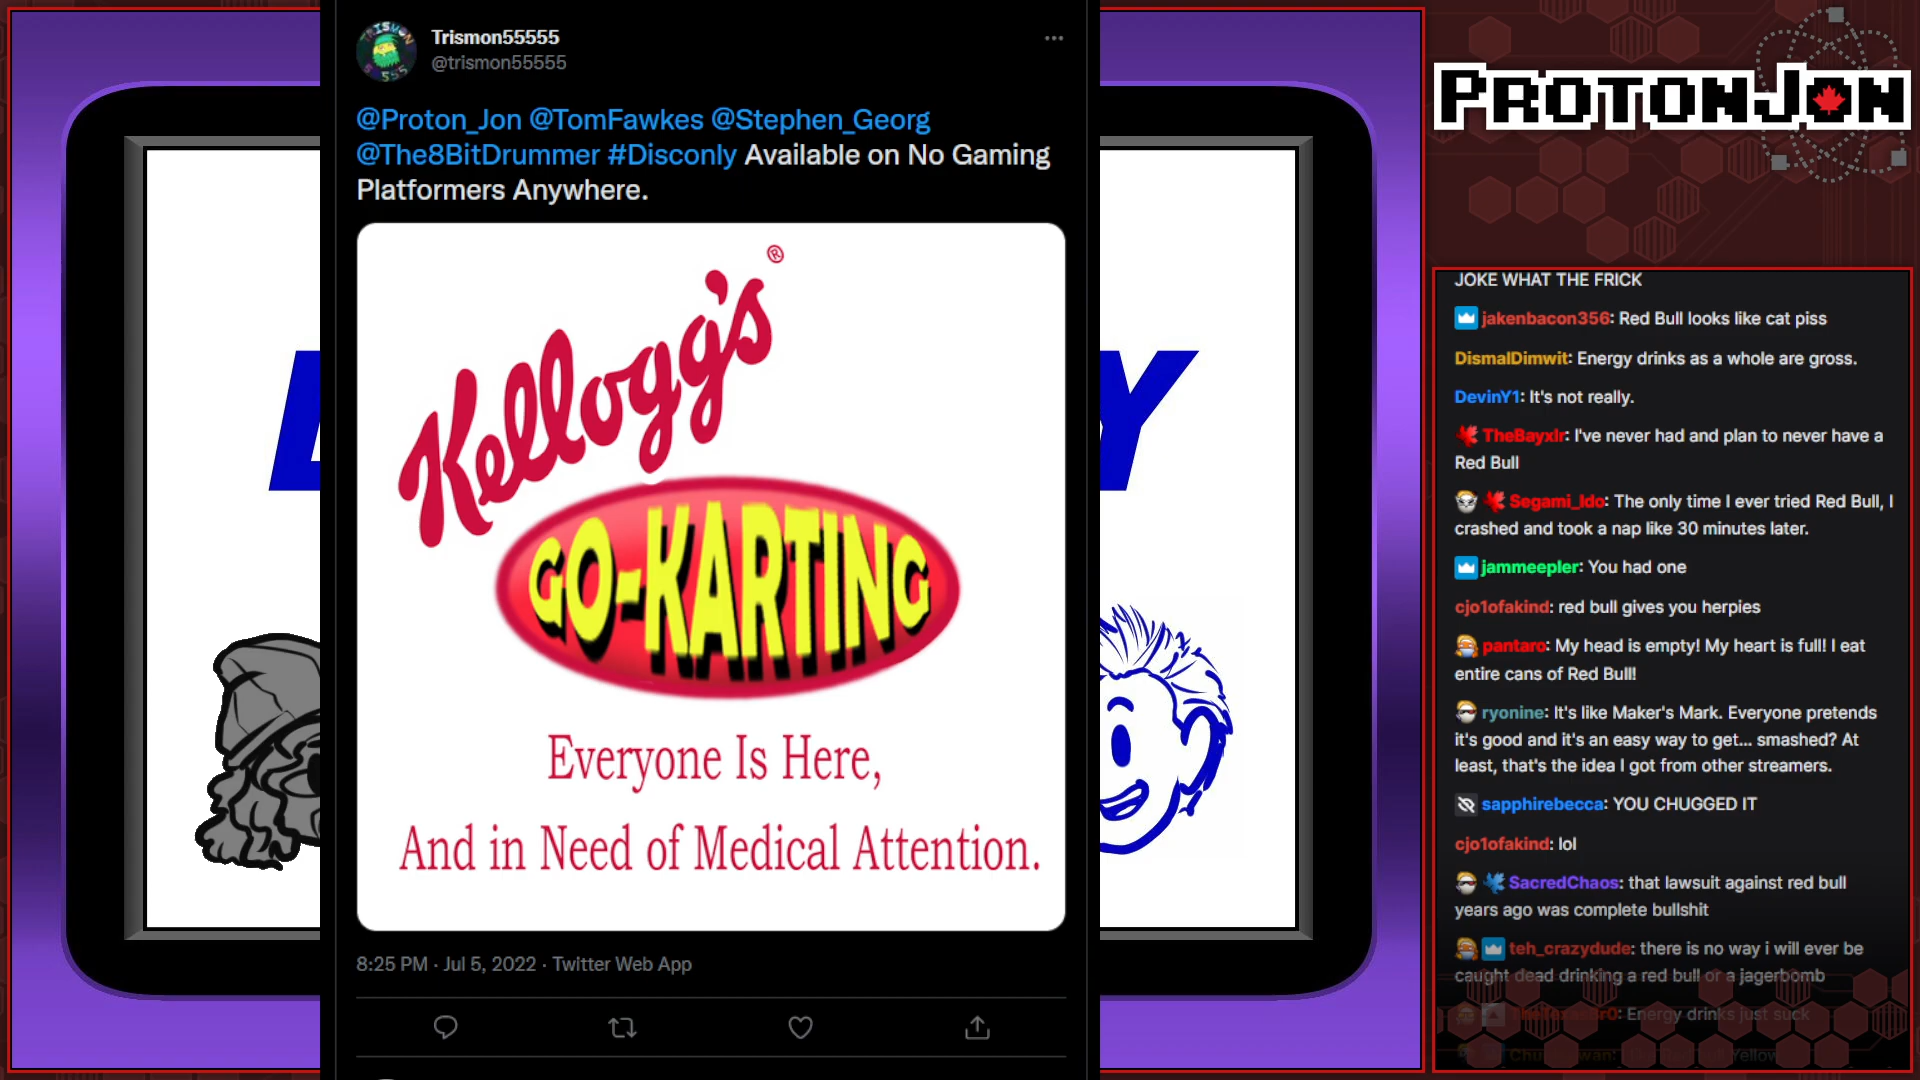 Trismon55555
@trismon55555
@Proton_Jon @TomFawkes @Stephen_Georg
@The8BitDrummer #Disconly Available on No Gaming
Platformers Anywhere.
Kellogg's®
GO-KARTING
Everyone Is Here,
And in Need of Medical Attention.
8:25 PM · Jul 5, 2022 · Twitter Web App
Y
PROTONJON
JOKE WHAT THE FRICK
jakenbacon356: Red Bull looks like cat piss
DismalDimwit: Energy drinks as a whole are gross.
DevinY1: It's not really.
TheBayxlr: I've never had and plan to never have a
Red Bull
Segami_Ido: The only time I ever tried Red Bull, I
crashed and took a nap like 30 minutes later.
jammeepler: You had one
cjo1ofakind: red bull gives you herpies
pantaro: My head is empty! My heart is full! I eat
entire cans of Red Bull!
ryonine: It's like Maker's Mark. Everyone pretends
it's good and it's an easy way to get... smashed? At
least, that's the idea I got from other streamers.
sapphirebecca: YOU CHUGGED IT
cjo1ofakind: lol
SacredChaos: that lawsuit against red bull
years ago was complete bullshit
teh_crazydude: there is no way i will ever be
caught dead drinking a red bull or a jagerbomb
Energy drinks just suck